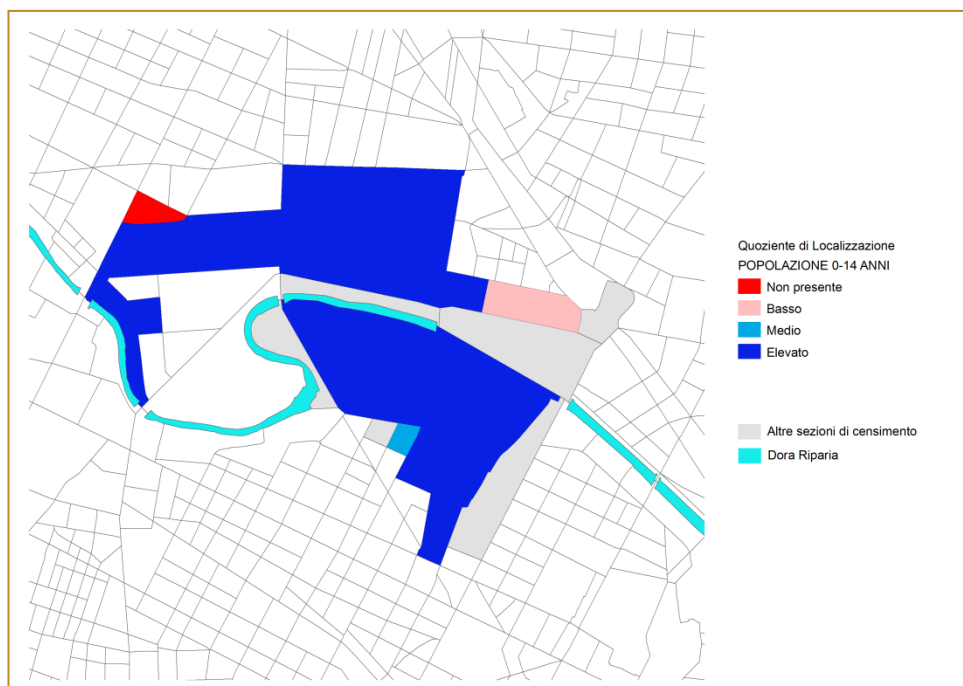 Quoziente di Localizzazione
POPOLAZIONE 0-14 ANNI
Non presente
Basso
Medio
Elevato
Altre sezioni di censimento
Dora Riparia